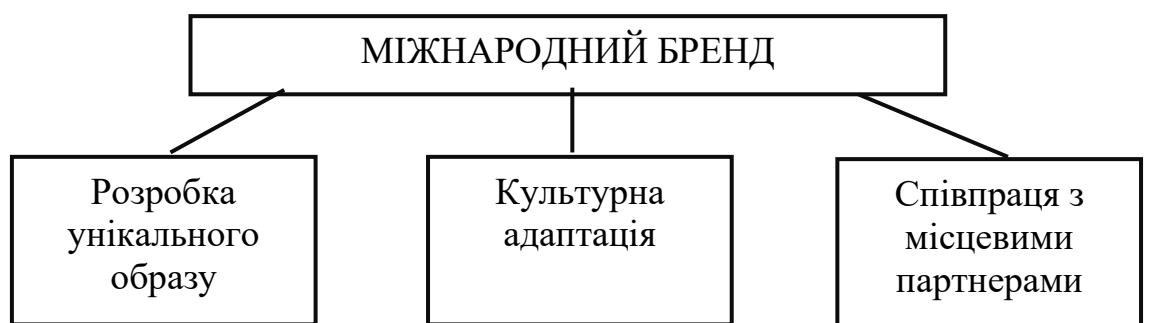 МІЖНАРОДНИЙ БРЕНД
Розробка
унікального
образу
Культурна
адаптація
Співпраця з
місцевими
партнерами